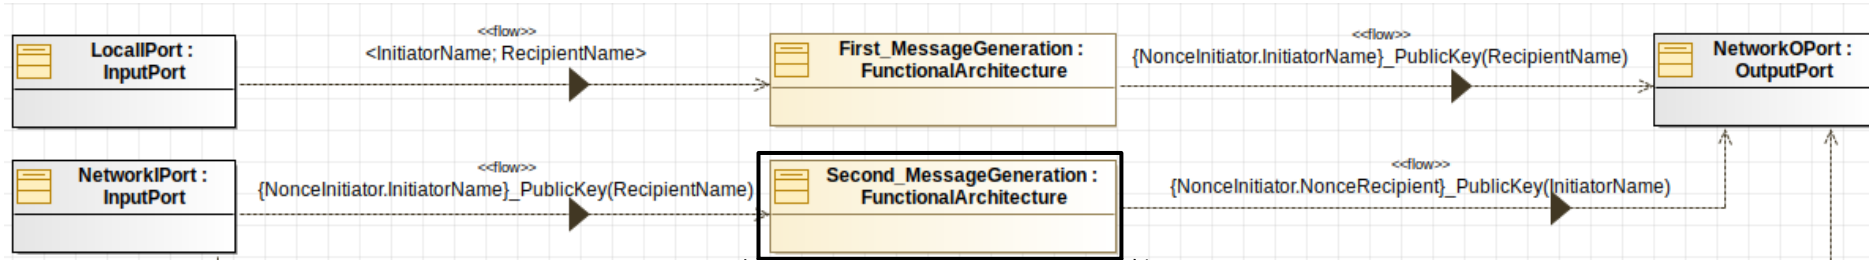 LocalIPort :
InputPort
<<flow>>
<InitiatorName; RecipientName>
First_MessageGeneration :
FunctionalArchitecture
<<flow>>
{NonceInitiator.InitiatorName}_PublicKey(RecipientName)
NetworkOPort :
OutputPort
NetworkIPort :
InputPort
<<flow>>
{NonceInitiator.InitiatorName}_PublicKey(RecipientName)
Second_MessageGeneration :
FunctionalArchitecture
<<flow>>
{NonceInitiator.NonceRecipient}_PublicKey(InitiatorName)